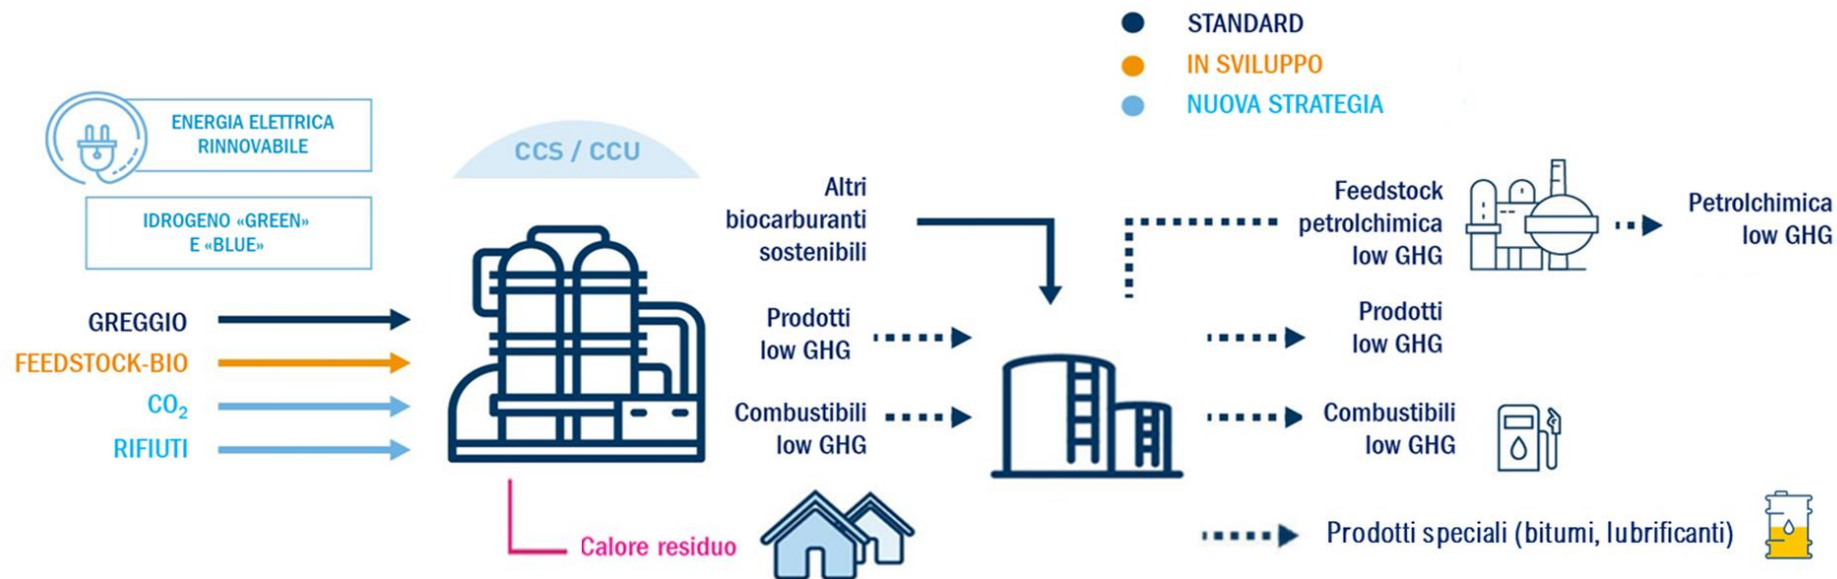 STANDARD
IN SVILUPPO
NUOVA STRATEGIA
ENERGIA ELETTRICA
RINNOVABILE
IDROGENO «GREEN»
E «BLUE»
CCS / CCU
GREGGIO
FEEDSTOCK-BIO
CO₂
RIFIUTI
Altri
biocarburanti
sostenibili
Prodotti
low GHG
Combustibili
low GHG
Calore residuo
Feedstock
petrolchimica
low GHG
Petrolchimica
low GHG
Prodotti
low GHG
Combustibili
low GHG
Prodotti speciali (bitumi, lubrificanti)